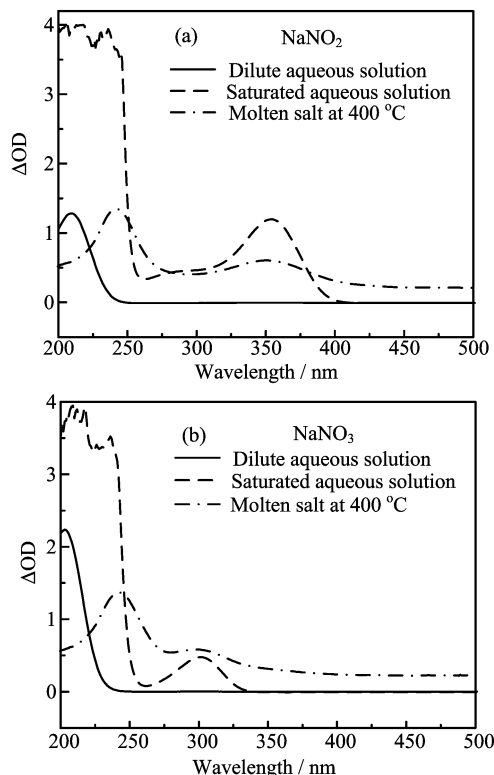 4
3
2
1
0
ΔOD
(a)
NaNO₂
Dilute aqueous solution
Saturated aqueous solution
Molten salt at 400 °C
200 250 300 350 400 450 500
Wavelength / nm
4
3
2
1
0
ΔOD
(b)
NaNO₃
Dilute aqueous solution
Saturated aqueous solution
Molten salt at 400 °C
200 250 300 350 400 450 500
Wavelength / nm